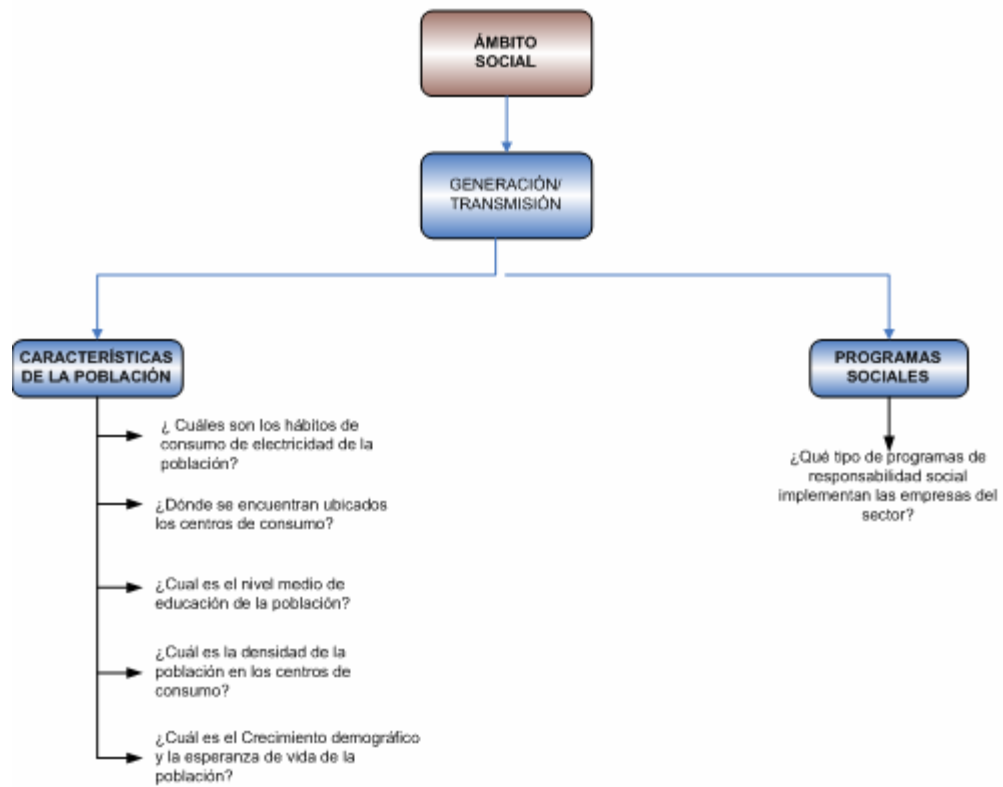 ÁMBITO
SOCIAL
GENERACIÓN/
TRANSMISIÓN
CARACTERÍSTICAS
DE LA POBLACIÓN
¿ Cuáles son los hábitos de
consumo de electricidad de la
población?
¿Dónde se encuentran ubicados
los centros de consumo?
¿Cual es el nivel medio de
educación de la población?
¿Cuál es la densidad de la
población en los centros de
consumo?
¿Cuál es el Crecimiento demográfico
y la esperanza de vida de la
población?
PROGRAMAS
SOCIALES
¿Qué tipo de programas de
responsabilidad social
implementan las empresas del
sector?